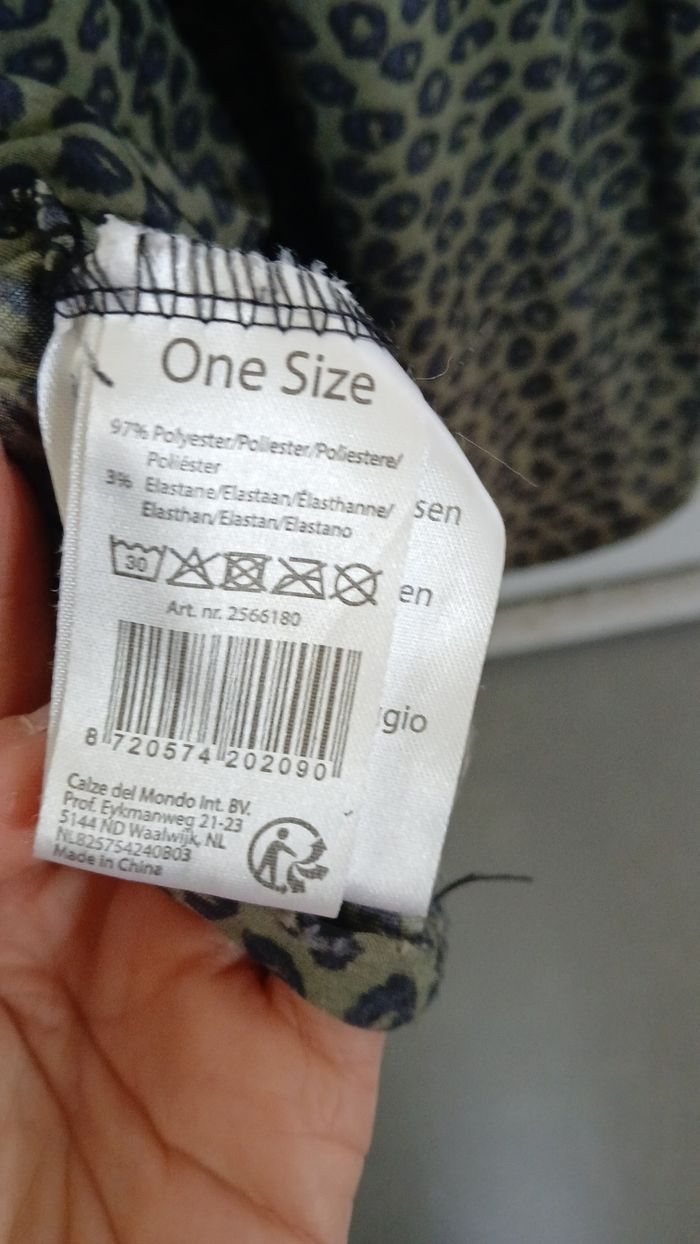 One Size
97% Polyester/Poliester/Poliestere/
Poliéster
3% Elastane/Elastaan/Élasthanne/
Elasthan/Elastan/Elastano
30
Art. nr. 2566180
8 720574 202090
Calze del Mondo Int. BV.
Prof. Eykmanweg 21-23
5144 ND Waalwijk, NL
NL825754240B03
Made in China
sen
en
gio